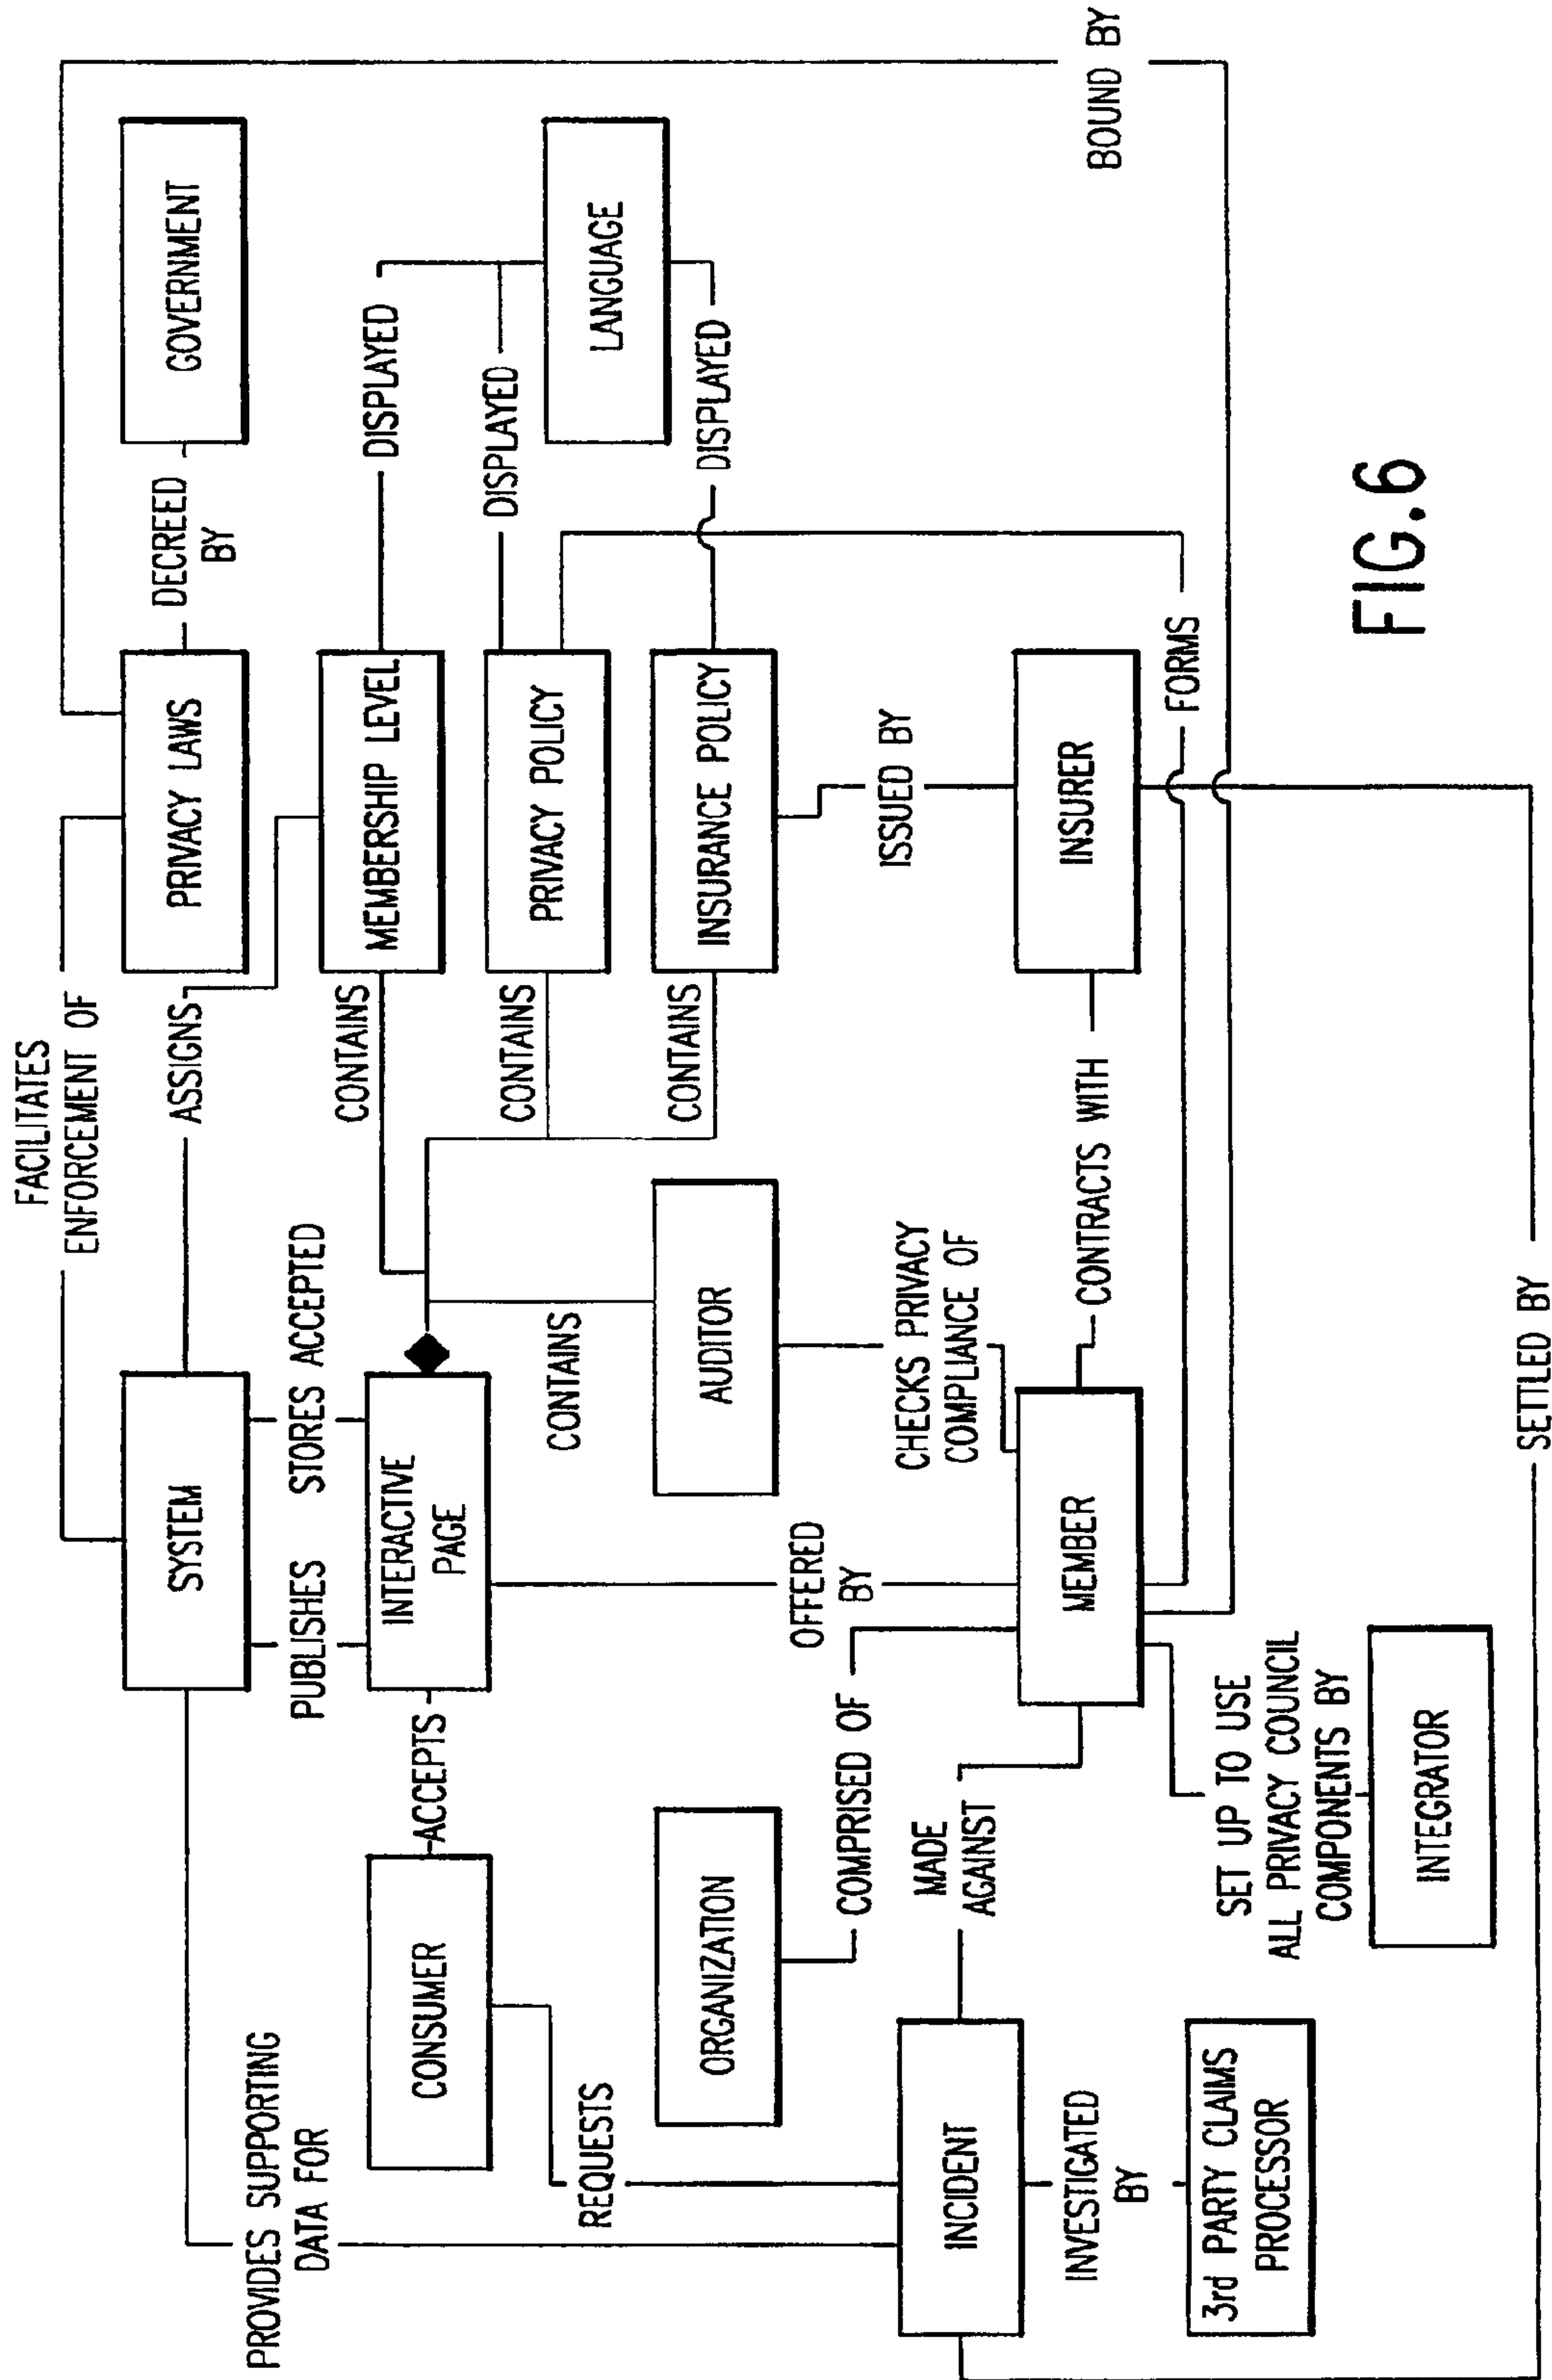 FACILITATES
ENFORCEMENT OF
PROVIDES SUPPORTING
DATA FOR
SYSTEM
ASSIGNS
PRIVACY LAWS
DECREED
BY
GOVERNMENT
PUBLISHES
STORES ACCEPTED
CONSUMER
ACCEPTS
INTERACTIVE
PAGE
CONTAINS
MEMBERSHIP LEVEL
DISPLAYED
CONTAINS
PRIVACY POLICY
DISPLAYED
LANGUAGE
REQUESTS
CONTAINS
ORGANIZATION
AUDITOR
CONTAINS
INSURANCE POLICY
DISPLAYED
COMPRISED OF
OFFERED
BY
CHECKS PRIVACY
COMPLIANCE OF
ISSUED BY
MADE
AGAINST
INCIDENT
MEMBER
CONTRACTS WITH
INSURER
BOUND BY
INVESTIGATED
BY
FORMS
3rd PARTY CLAIMS
PROCESSOR
SET UP TO USE
ALL PRIVACY COUNCIL
COMPONENTS BY
INTEGRATOR
SETTLED BY
FIG.6